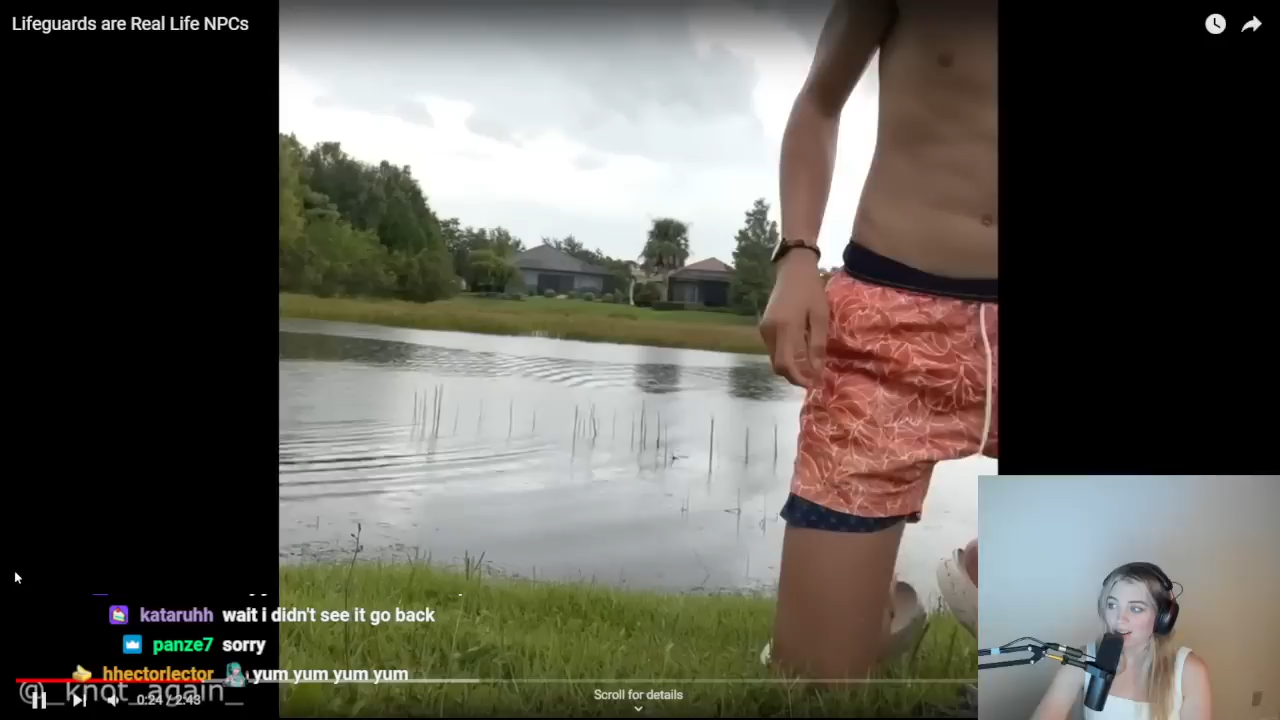 Lifeguards are Real Life NPCs
kataruhh wait i didn't see it go back
panze7 sorry
hhectorlector yum yum yum yum
@_knot_again_
0:24 / 2:43
Scroll for details